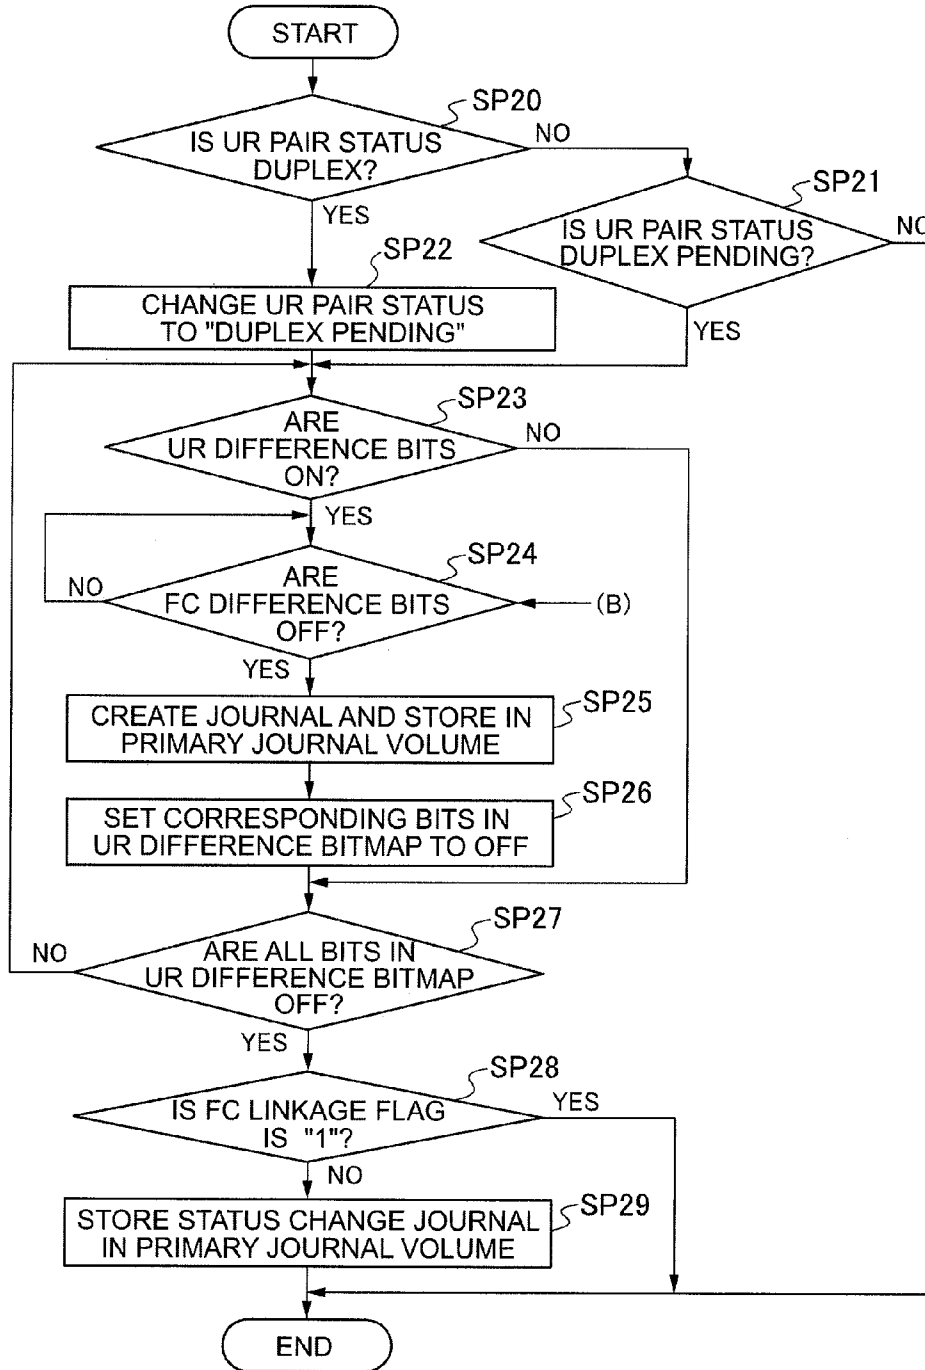 START
SP20
IS UR PAIR STATUS
DUPLEX?
NO
YES
SP21
IS UR PAIR STATUS
DUPLEX PENDING?
NO
YES
SP22
CHANGE UR PAIR STATUS
TO "DUPLEX PENDING"
SP23
ARE
UR DIFFERENCE BITS
ON?
NO
YES
SP24
ARE
FC DIFFERENCE BITS
OFF?
NO
(B)
YES
SP25
CREATE JOURNAL AND STORE IN
PRIMARY JOURNAL VOLUME
SP26
SET CORRESPONDING BITS IN
UR DIFFERENCE BITMAP TO OFF
SP27
NO
ARE ALL BITS IN
UR DIFFERENCE BITMAP
OFF?
YES
SP28
IS FC LINKAGE FLAG
IS "1"?
YES
NO
SP29
STORE STATUS CHANGE JOURNAL
IN PRIMARY JOURNAL VOLUME
END